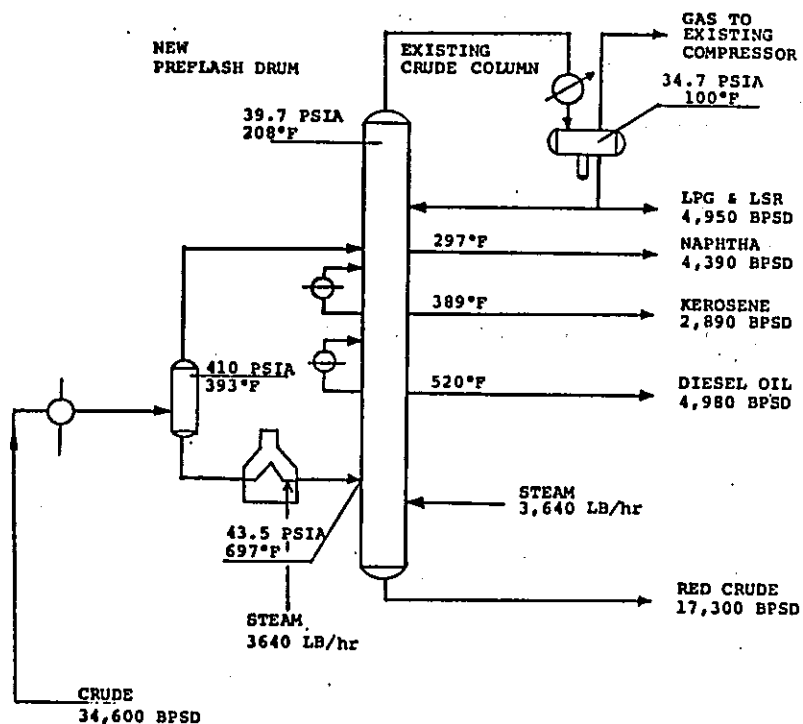 NEW
PREFLASH DRUM
EXISTING
CRUDE COLUMN
GAS TO
EXISTING
COMPRESSOR
34.7 PSIA
100°F
39.7 PSIA
208°F
LPG & LSR
4,950 BPSD
297°F
NAPHTHA
4,390 BPSD
389°F
KEROSENE
2,890 BPSD
410 PSIA
393°F
520°F
DIESEL OIL
4,980 BPSD
STEAM
3,640 LB/hr
43.5 PSIA
697°F
STEAM
3640 LB/hr
RED CRUDE
17,300 BPSD
CRUDE
34,600 BPSD